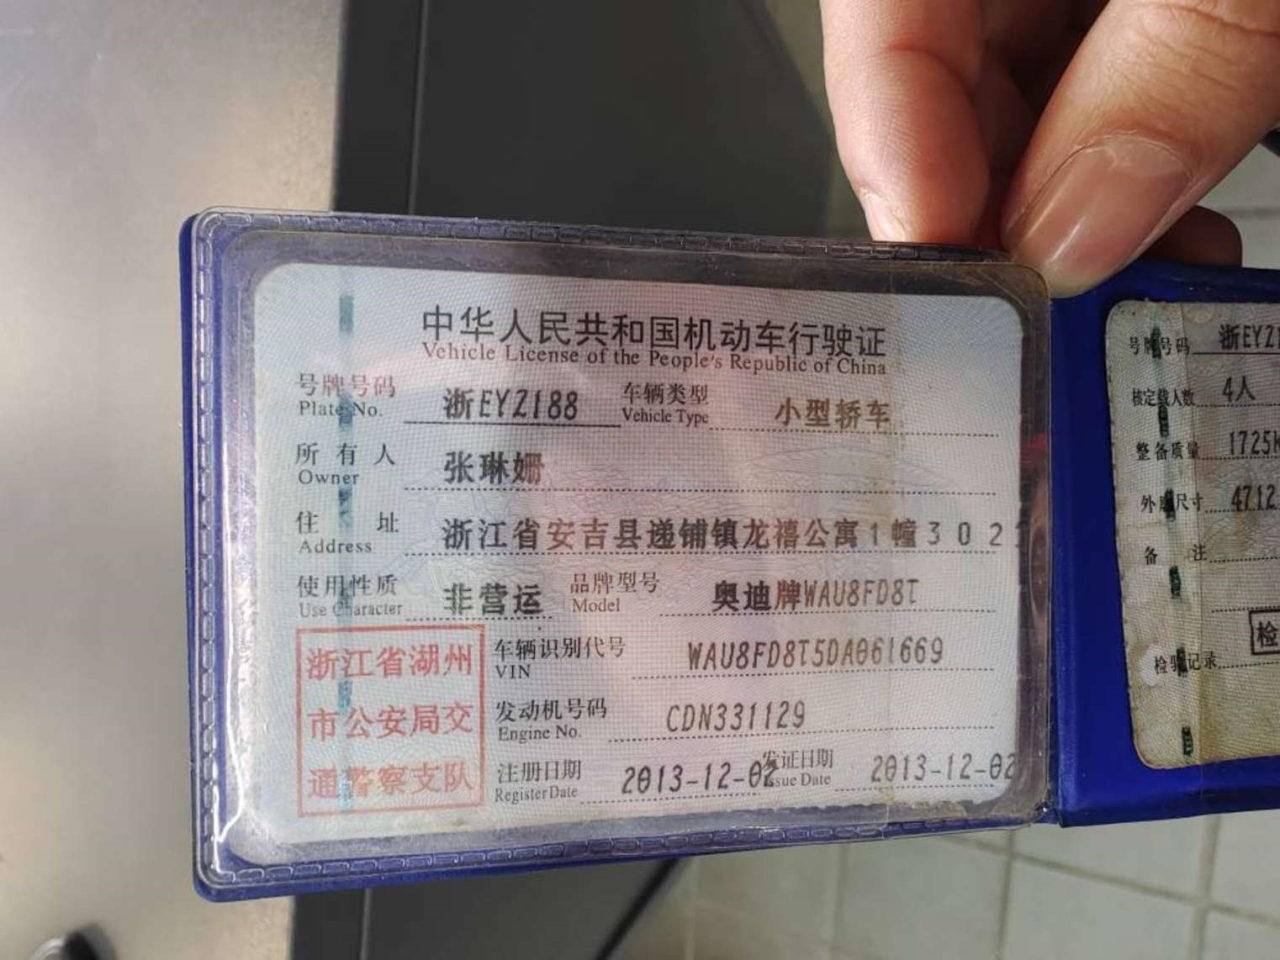 中华人民共和国机动车行驶证
Vehicle License of the People's Republic of China
号牌号码 浙EYZ188 车辆类型 小型轿车
Plate No. Vehicle Type
所有人 张琳姗
Owner
住址 浙江省安吉县递铺镇龙禧公寓1幢302
Address
使用性质 非营运 品牌型号 奥迪牌WAU8FD8T
Use Character Model
浙江省湖州
市公安局交
通警察支队
车辆识别代号 WAU8FD8T5DA061669
VIN
发动机号码 CDN331129
Engine No.
注册日期 2013-12-02 发证日期 2013-12-02
Register Date Issue Date
号牌号码 浙EYZ1
核定载人数 4人
整备质量 1725K
外廓尺寸 4712
备注
检
检验记录